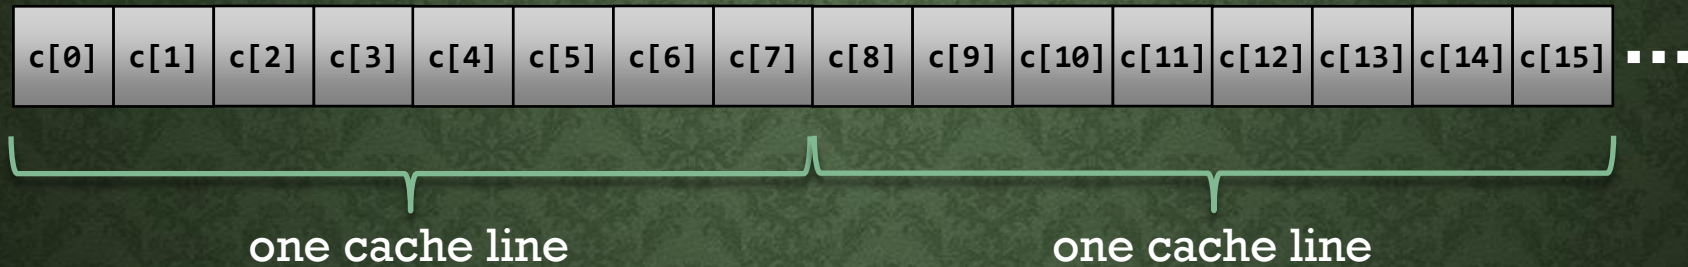 c[0] c[1] c[2] c[3] c[4] c[5] c[6] c[7] c[8] c[9] c[10] c[11] c[12] c[13] c[14] c[15] ...
one cache line one cache line